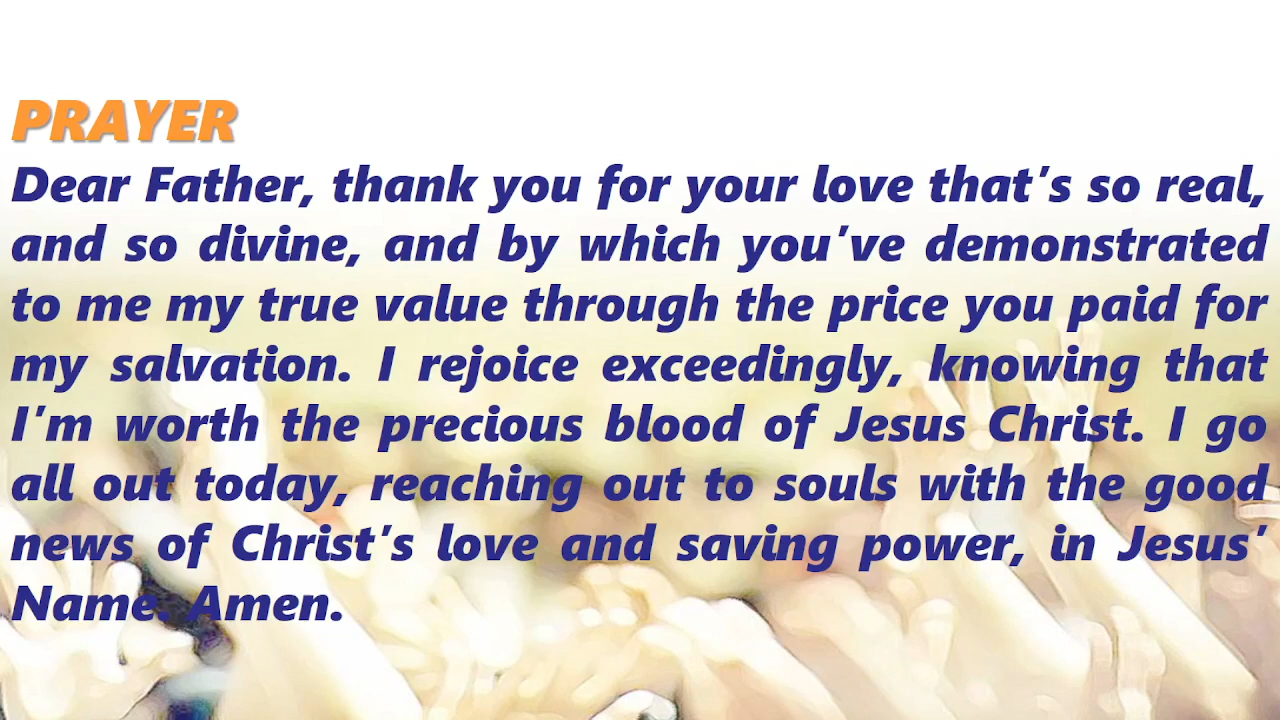 PRAYER
Dear Father, thank you for your love that's so real,
and so divine, and by which you've demonstrated
to me my true value through the price you paid for
my salvation. I rejoice exceedingly, knowing that
I'm worth the precious blood of Jesus Christ. I go
all out today, reaching out to souls with the good
news of Christ's love and saving power, in Jesus'
Name. Amen.